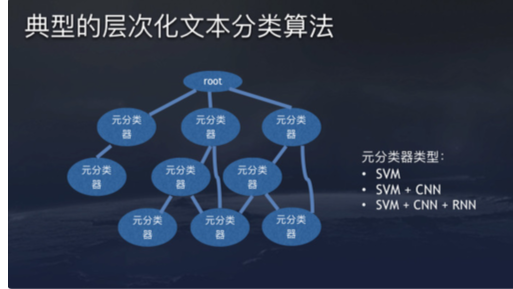 典型的层次化文本分类算法
root
元分类
器
元分类
器
元分类
器
元分类器类型：
• SVM
• SVM + CNN
• SVM + CNN + RNN
元分类
器
元分类
器
元分类
器
元分类
器
元分类
器
元分类
器